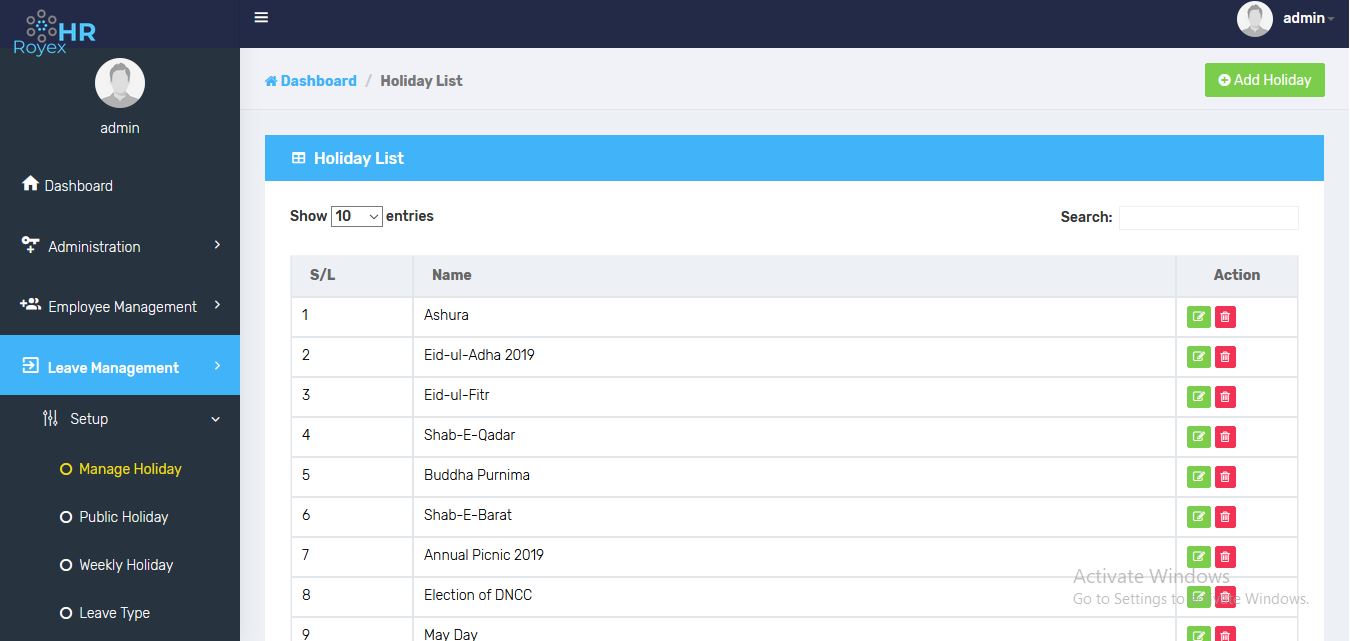 HR
Royex
admin
admin
Dashboard
Administration
Employee Management
Leave Management
Setup
Manage Holiday
Public Holiday
Weekly Holiday
Leave Type
Dashboard / Holiday List
Add Holiday
Holiday List
Show 10 entries
Search:
S/L Name Action
1 Ashura
2 Eid-ul-Adha 2019
3 Eid-ul-Fitr
4 Shab-E-Qadar
5 Buddha Purnima
6 Shab-E-Barat
7 Annual Picnic 2019
8 Election of DNCC
9 May Day
Activate Windows
Go to Settings to Activate Windows.